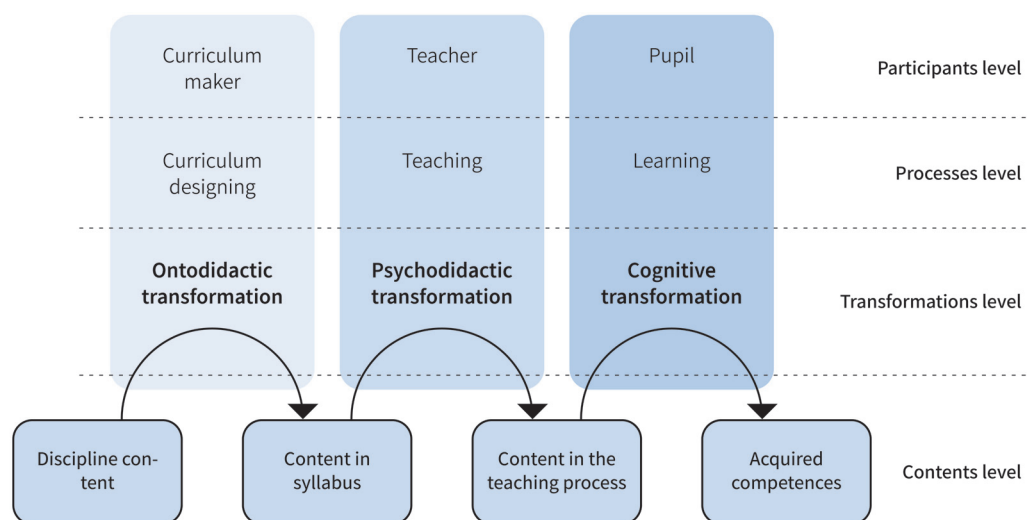 Curriculum
maker
Teacher
Pupil
Participants level
Curriculum
designing
Teaching
Learning
Processes level
Ontodidactic
transformation
Psychodidactic
transformation
Cognitive
transformation
Transformations level
Discipline con-
tent
Content in
syllabus
Content in the
teaching process
Acquired
competences
Contents level